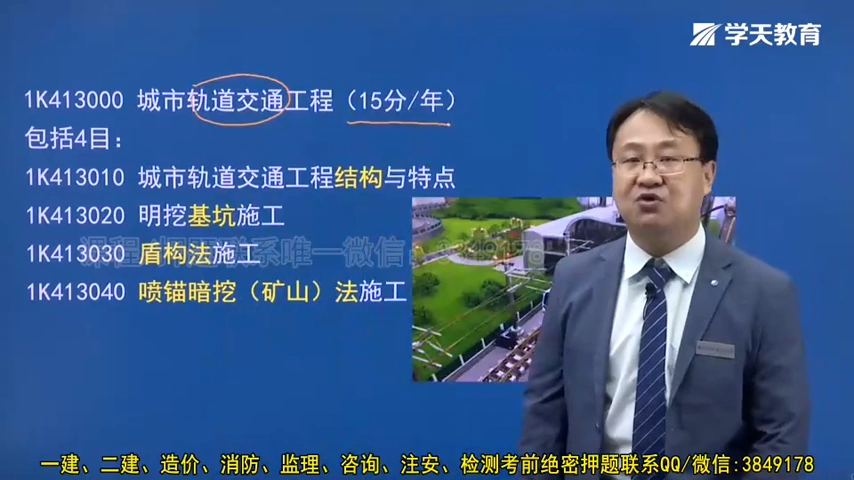 学天教育
1K413000 城市轨道交通工程（15分/年）
包括4目：
1K413010 城市轨道交通工程结构与特点
1K413020 明挖基坑施工
1K413030 盾构法施工
1K413040 喷锚暗挖（矿山）法施工
一建、二建、造价、消防、监理、咨询、注安、检测考前绝密押题联系QQ/微信:3849178